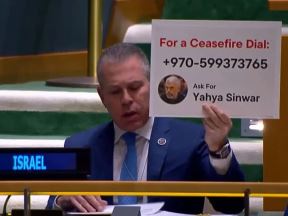 For a Ceasefire Dial:
+970-599373765
Ask For
Yahya Sinwar
ISRAEL